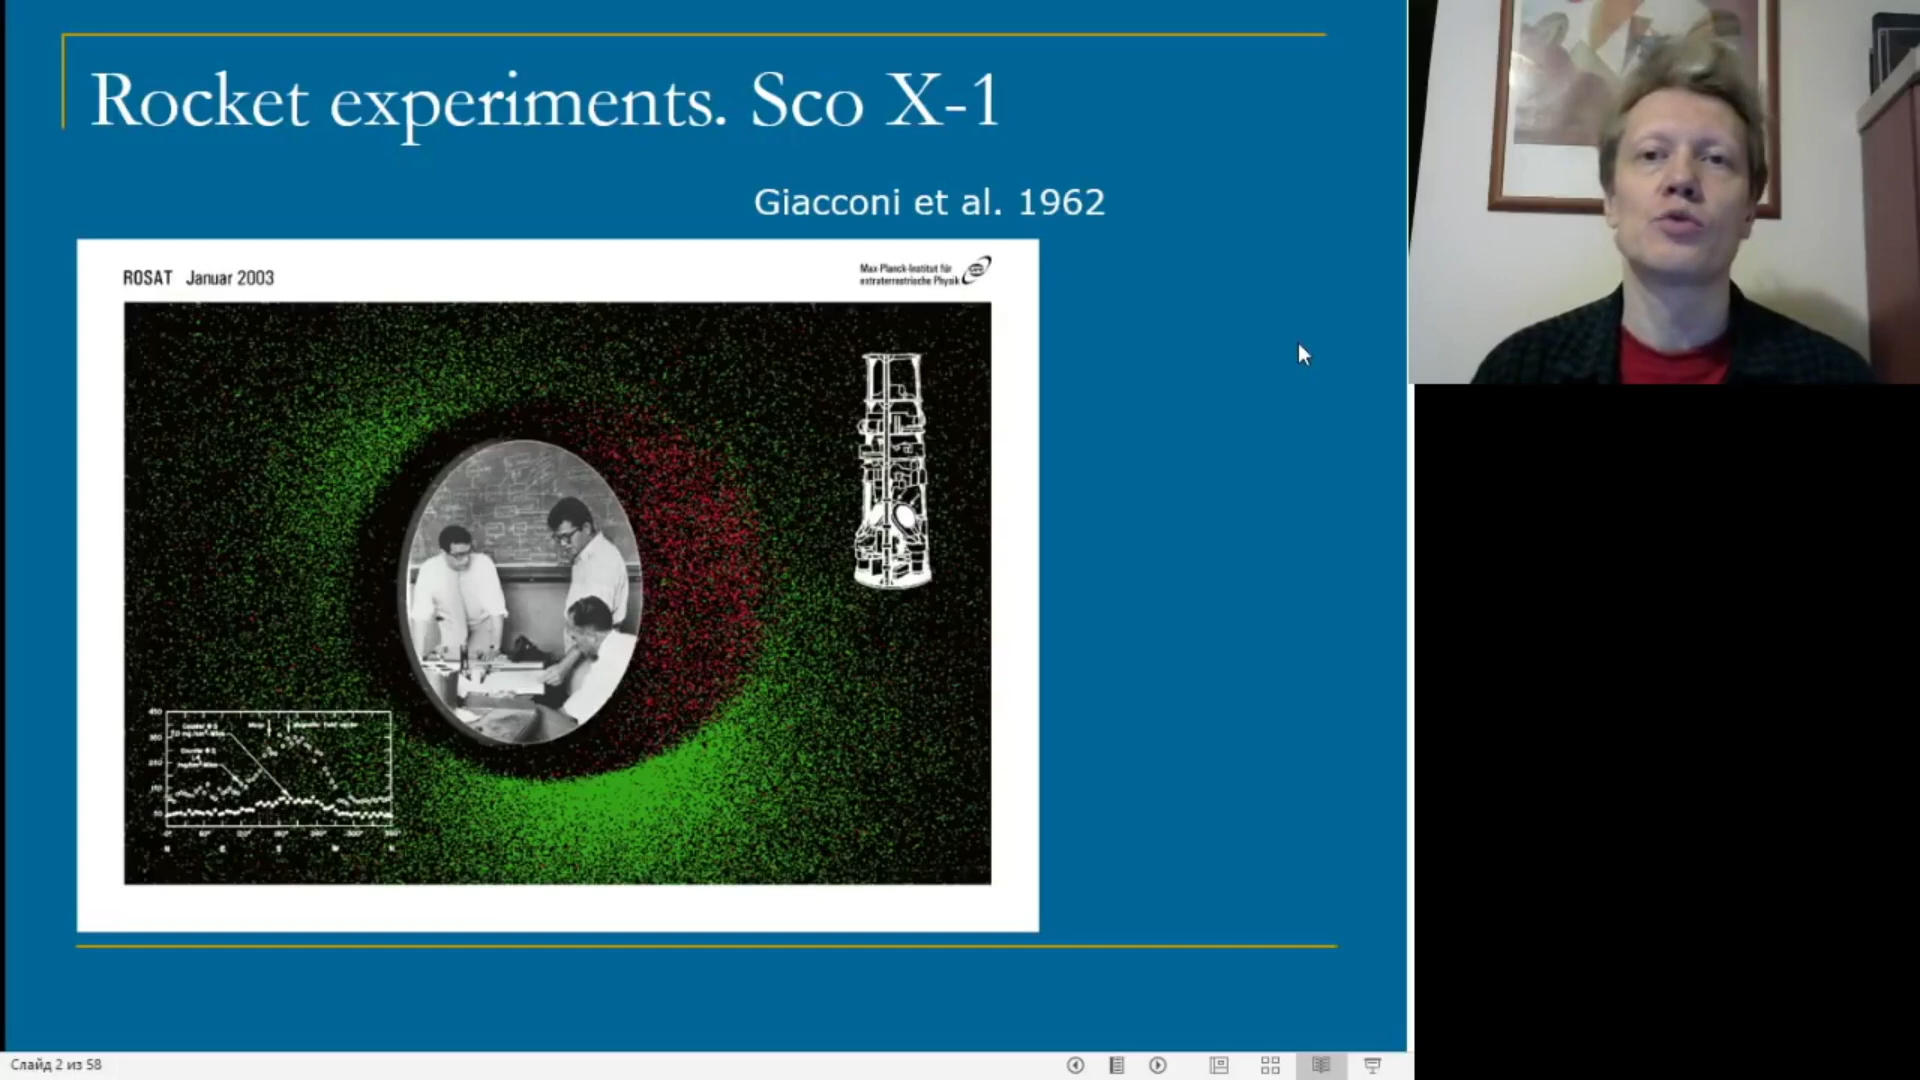 Rocket experiments. Sco X-1
Giacconi et al. 1962
ROSAT Januar 2003
Max-Planck-Institut für
extraterrestrische Physik
Слайд 2 из 58